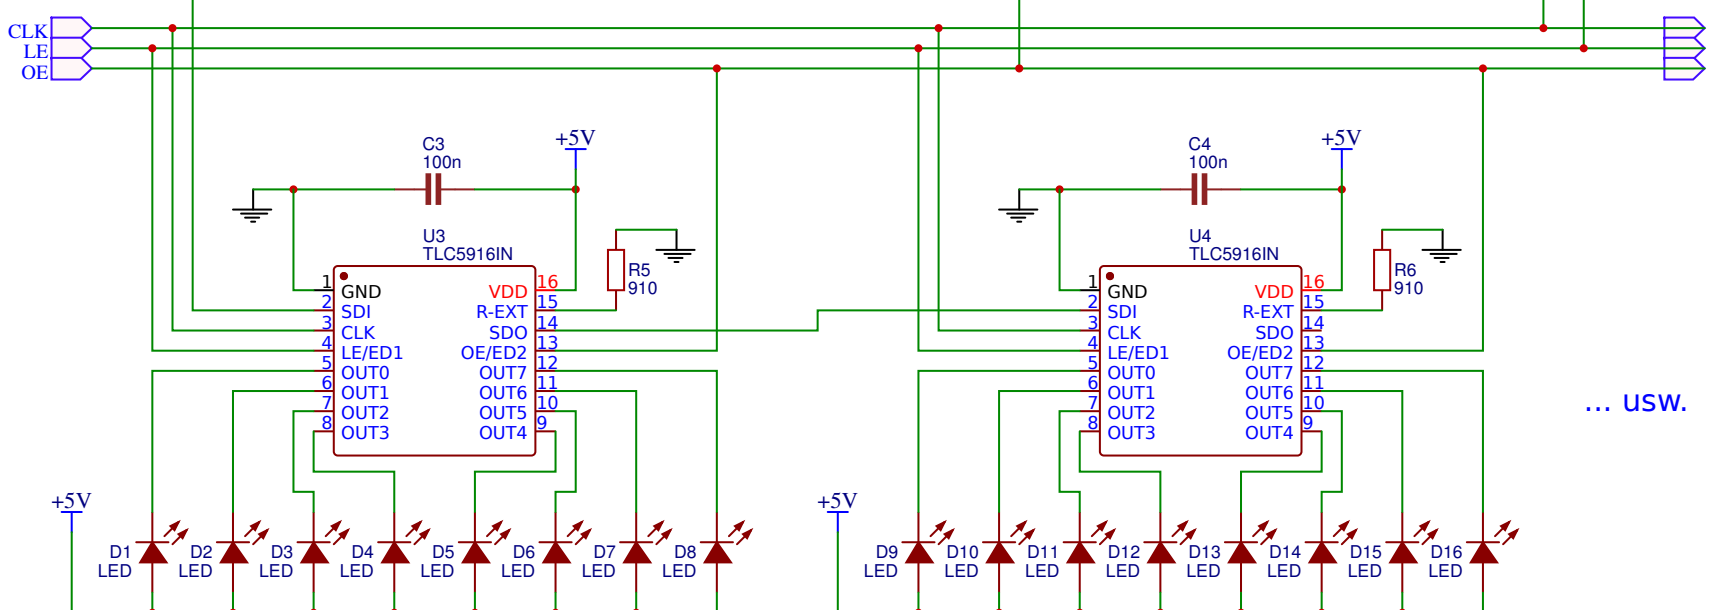 CLK
LE
OE
C3
100n
+5V
C4
100n
+5V
U3
TLC5916IN
R5
910
U4
TLC5916IN
R6
910
1 GND VDD 16
2 SDI R-EXT 15
3 CLK SDO 14
4 LE/ED1 OE/ED2 13
5 OUT0 OUT7 12
6 OUT1 OUT6 11
7 OUT2 OUT5 10
8 OUT3 OUT4 9
1 GND VDD 16
2 SDI R-EXT 15
3 CLK SDO 14
4 LE/ED1 OE/ED2 13
5 OUT0 OUT7 12
6 OUT1 OUT6 11
7 OUT2 OUT5 10
8 OUT3 OUT4 9
... usw.
+5V
+5V
D1 D2 D3 D4 D5 D6 D7 D8
LED LED LED LED LED LED LED LED
D9 D10 D11 D12 D13 D14 D15 D16
LED LED LED LED LED LED LED LED